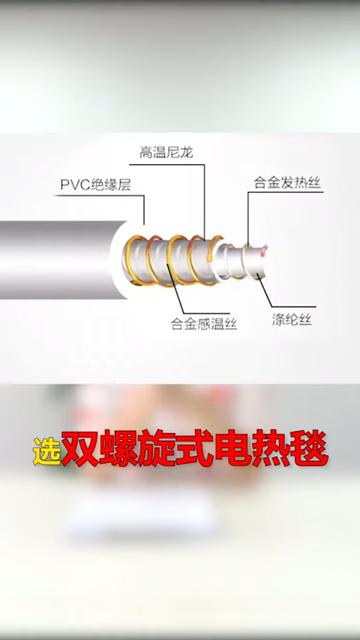 高温尼龙
PVC绝缘层
合金发热丝
合金感温丝
涤纶丝
选双螺旋式电热毯